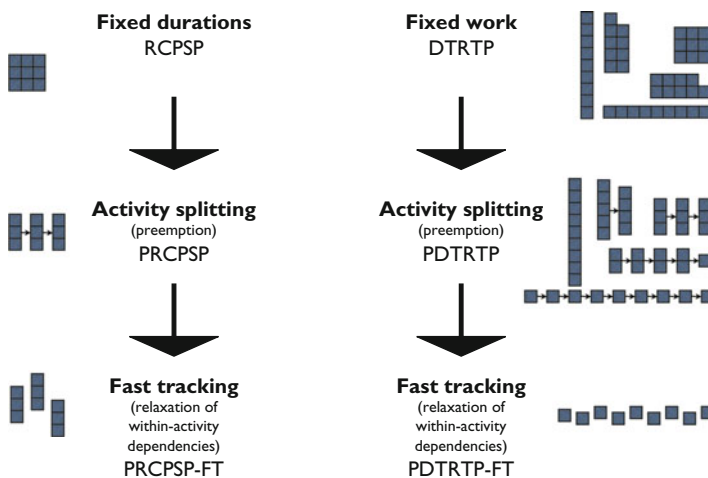 Fixed durations
RCPSP
Fixed work
DTRTP
Activity splitting
(preemption)
PRCPSP
Activity splitting
(preemption)
PDTRTP
Fast tracking
(relaxation of
within-activity
dependencies)
PRCPSP-FT
Fast tracking
(relaxation of
within-activity
dependencies)
PDTRTP-FT